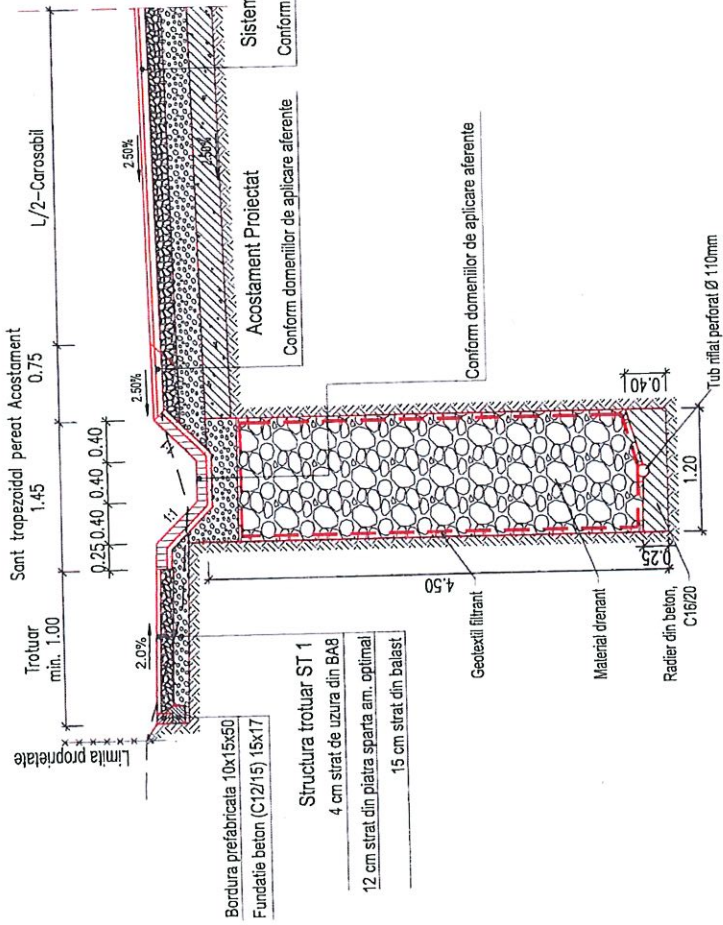 Trotuar
min. 1.00
Sant trapezoidal pereat
1.45
Acostament
0.75
L/2-Carosabil
0.25
0.40
0.40
0.40
Limita proprietate
2.0%
1:1
2.50%
2.50%
2.50%
Bordura prefabricata 10x15x50
Fundatie beton (C12/15) 15x17
Structura trotuar ST 1
4 cm strat de uzura din BA8
12 cm strat din piatra sparta am. optimal
15 cm strat din balast
Acostament Proiectat
Conform domeniilor de aplicare aferente
Sistem
Conform
Conform domeniilor de aplicare aferente
4.50
Geotextil filtrant
Material drenant
Radier din beton,
C16/20
0.25
1.20
0.40
Tub riflat perforat Ø 110mm